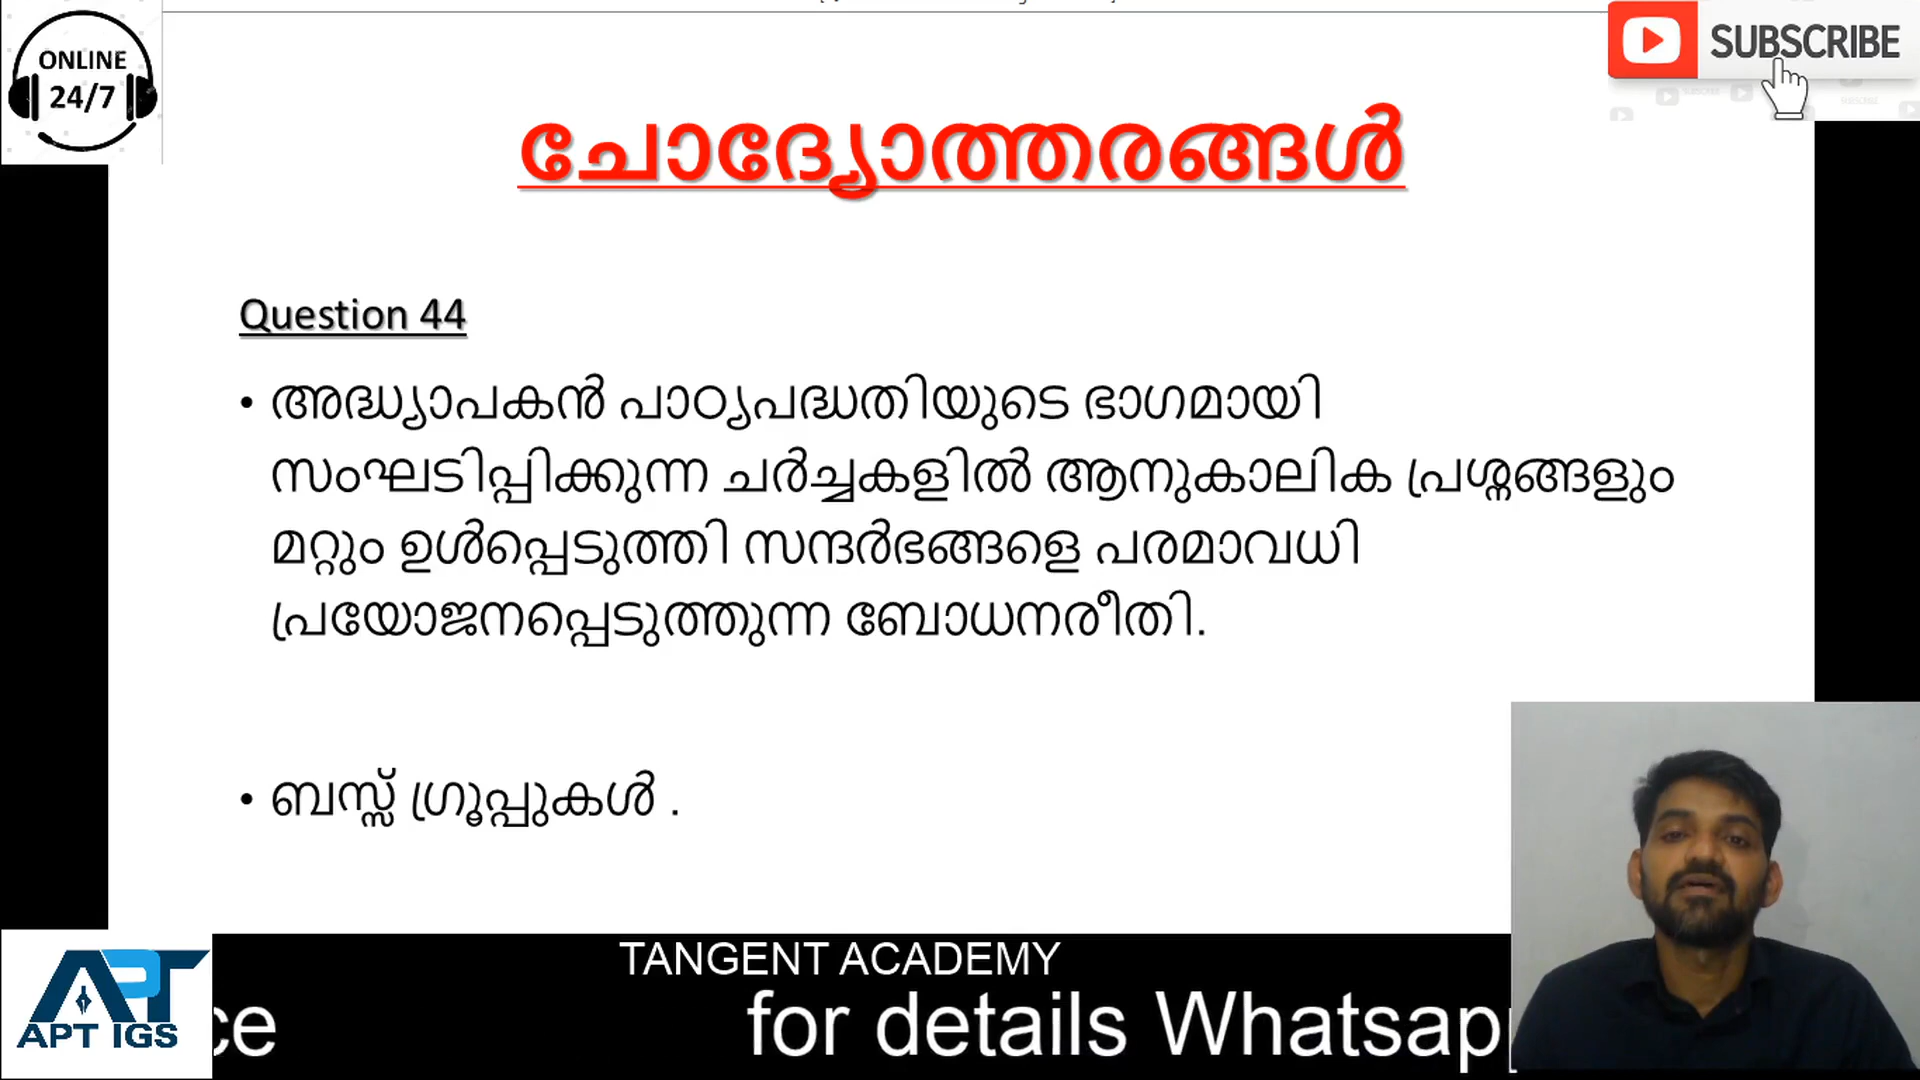 ONLINE
24/7
SUBSCRIBE
ചോദ്യോത്തരങ്ങൾ
Question 44
• അദ്ധ്യാപകൻ പാഠ്യപദ്ധതിയുടെ ഭാഗമായി
സംഘടിപ്പിക്കുന്ന ചർച്ചകളിൽ ആനുകാലിക പ്രശ്നങ്ങളും
മറ്റും ഉൾപ്പെടുത്തി സന്ദർഭങ്ങളെ പരമാവധി
പ്രയോജനപ്പെടുത്തുന്ന ബോധനരീതി.
• ബസ്സ് ഗ്രൂപ്പുകൾ .
TANGENT ACADEMY
APT IGS
for details Whatsapp